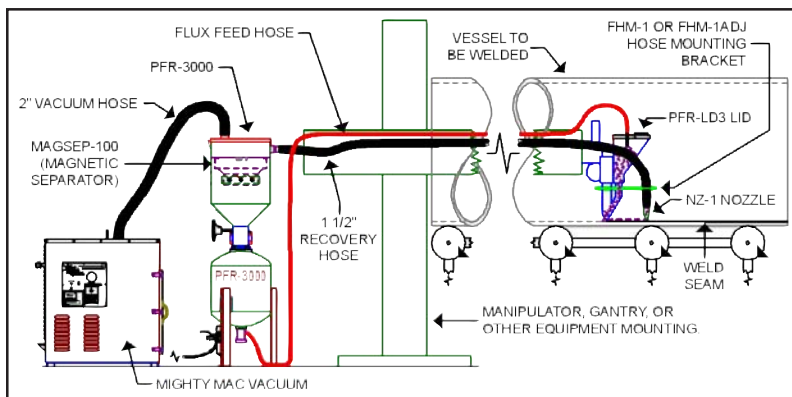 FLUX FEED HOSE
PFR-3000
2" VACUUM HOSE
MAGSEP-100
(MAGNETIC
SEPARATOR)
VESSEL TO
BE WELDED
FHM-1 OR FHM-1ADJ
HOSE MOUNTING
BRACKET
PFR-LD3 LID
NZ-1 NOZZLE
1 1/2"
RECOVERY
HOSE
WELD
SEAM
PFR-3000
MANIPULATOR, GANTRY, OR
OTHER EQUIPMENT MOUNTING.
MIGHTY MAC VACUUM